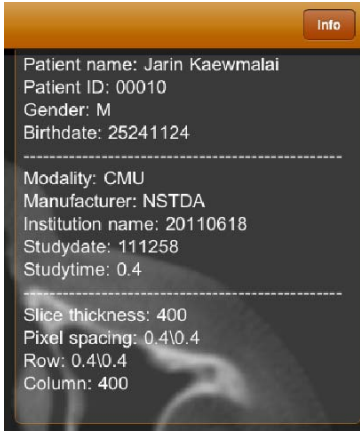 Info
Patient name: Jarin Kaewmalai
Patient ID: 00010
Gender: M
Birthdate: 25241124
------------------------------------------------
Modality: CMU
Manufacturer: NSTDA
Institution name: 20110618
Studydate: 111258
Studytime: 0.4
------------------------------------------------
Slice thickness: 400
Pixel spacing: 0.4\0.4
Row: 0.4\0.4
Column: 400